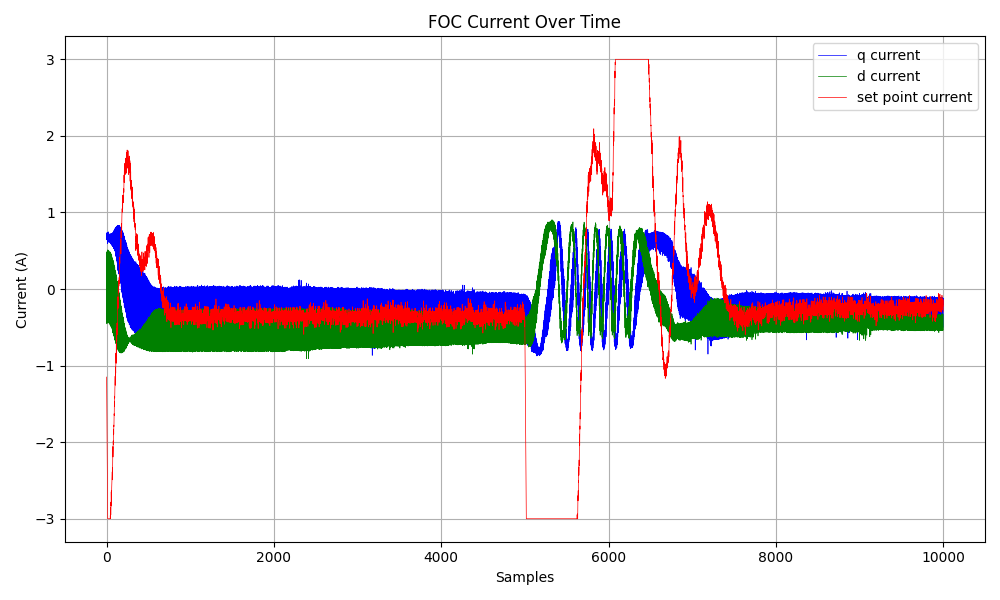 FOC Current Over Time
q current
d current
set point current
Current (A)
3
2
1
0
−1
−2
−3
0 2000 4000 6000 8000 10000
Samples